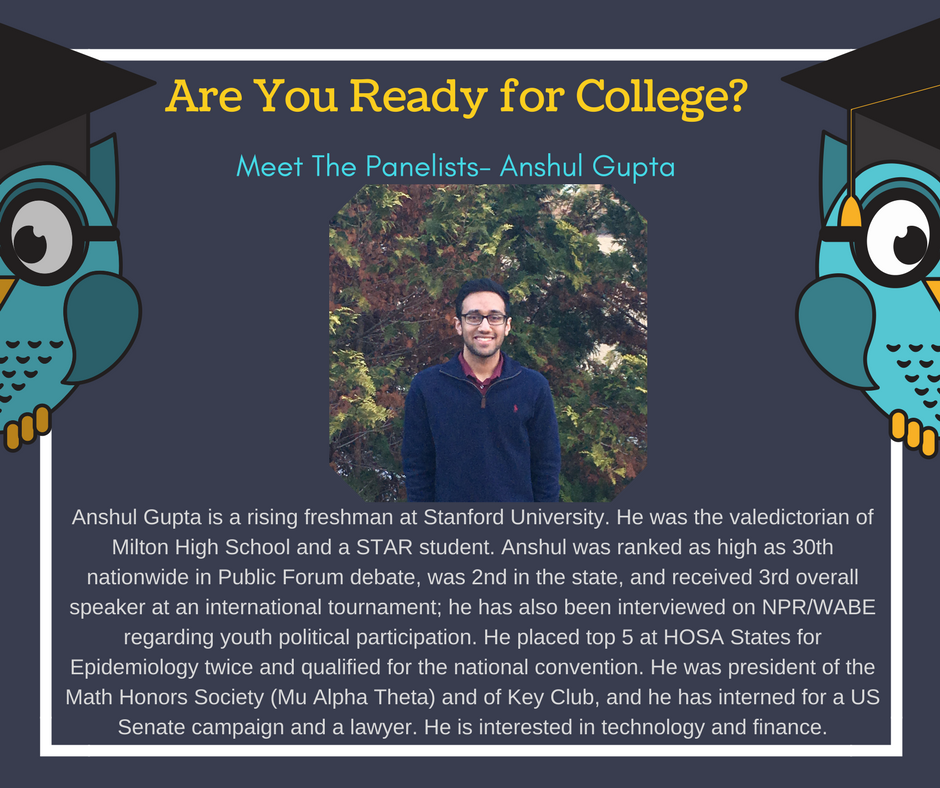 Are You Ready for College?
Meet The Panelists- Anshul Gupta
Anshul Gupta is a rising freshman at Stanford University. He was the valedictorian of
Milton High School and a STAR student. Anshul was ranked as high as 30th
nationwide in Public Forum debate, was 2nd in the state, and received 3rd overall
speaker at an international tournament; he has also been interviewed on NPR/WABE
regarding youth political participation. He placed top 5 at HOSA States for
Epidemiology twice and qualified for the national convention. He was president of the
Math Honors Society (Mu Alpha Theta) and of Key Club, and he has interned for a US
Senate campaign and a lawyer. He is interested in technology and finance.